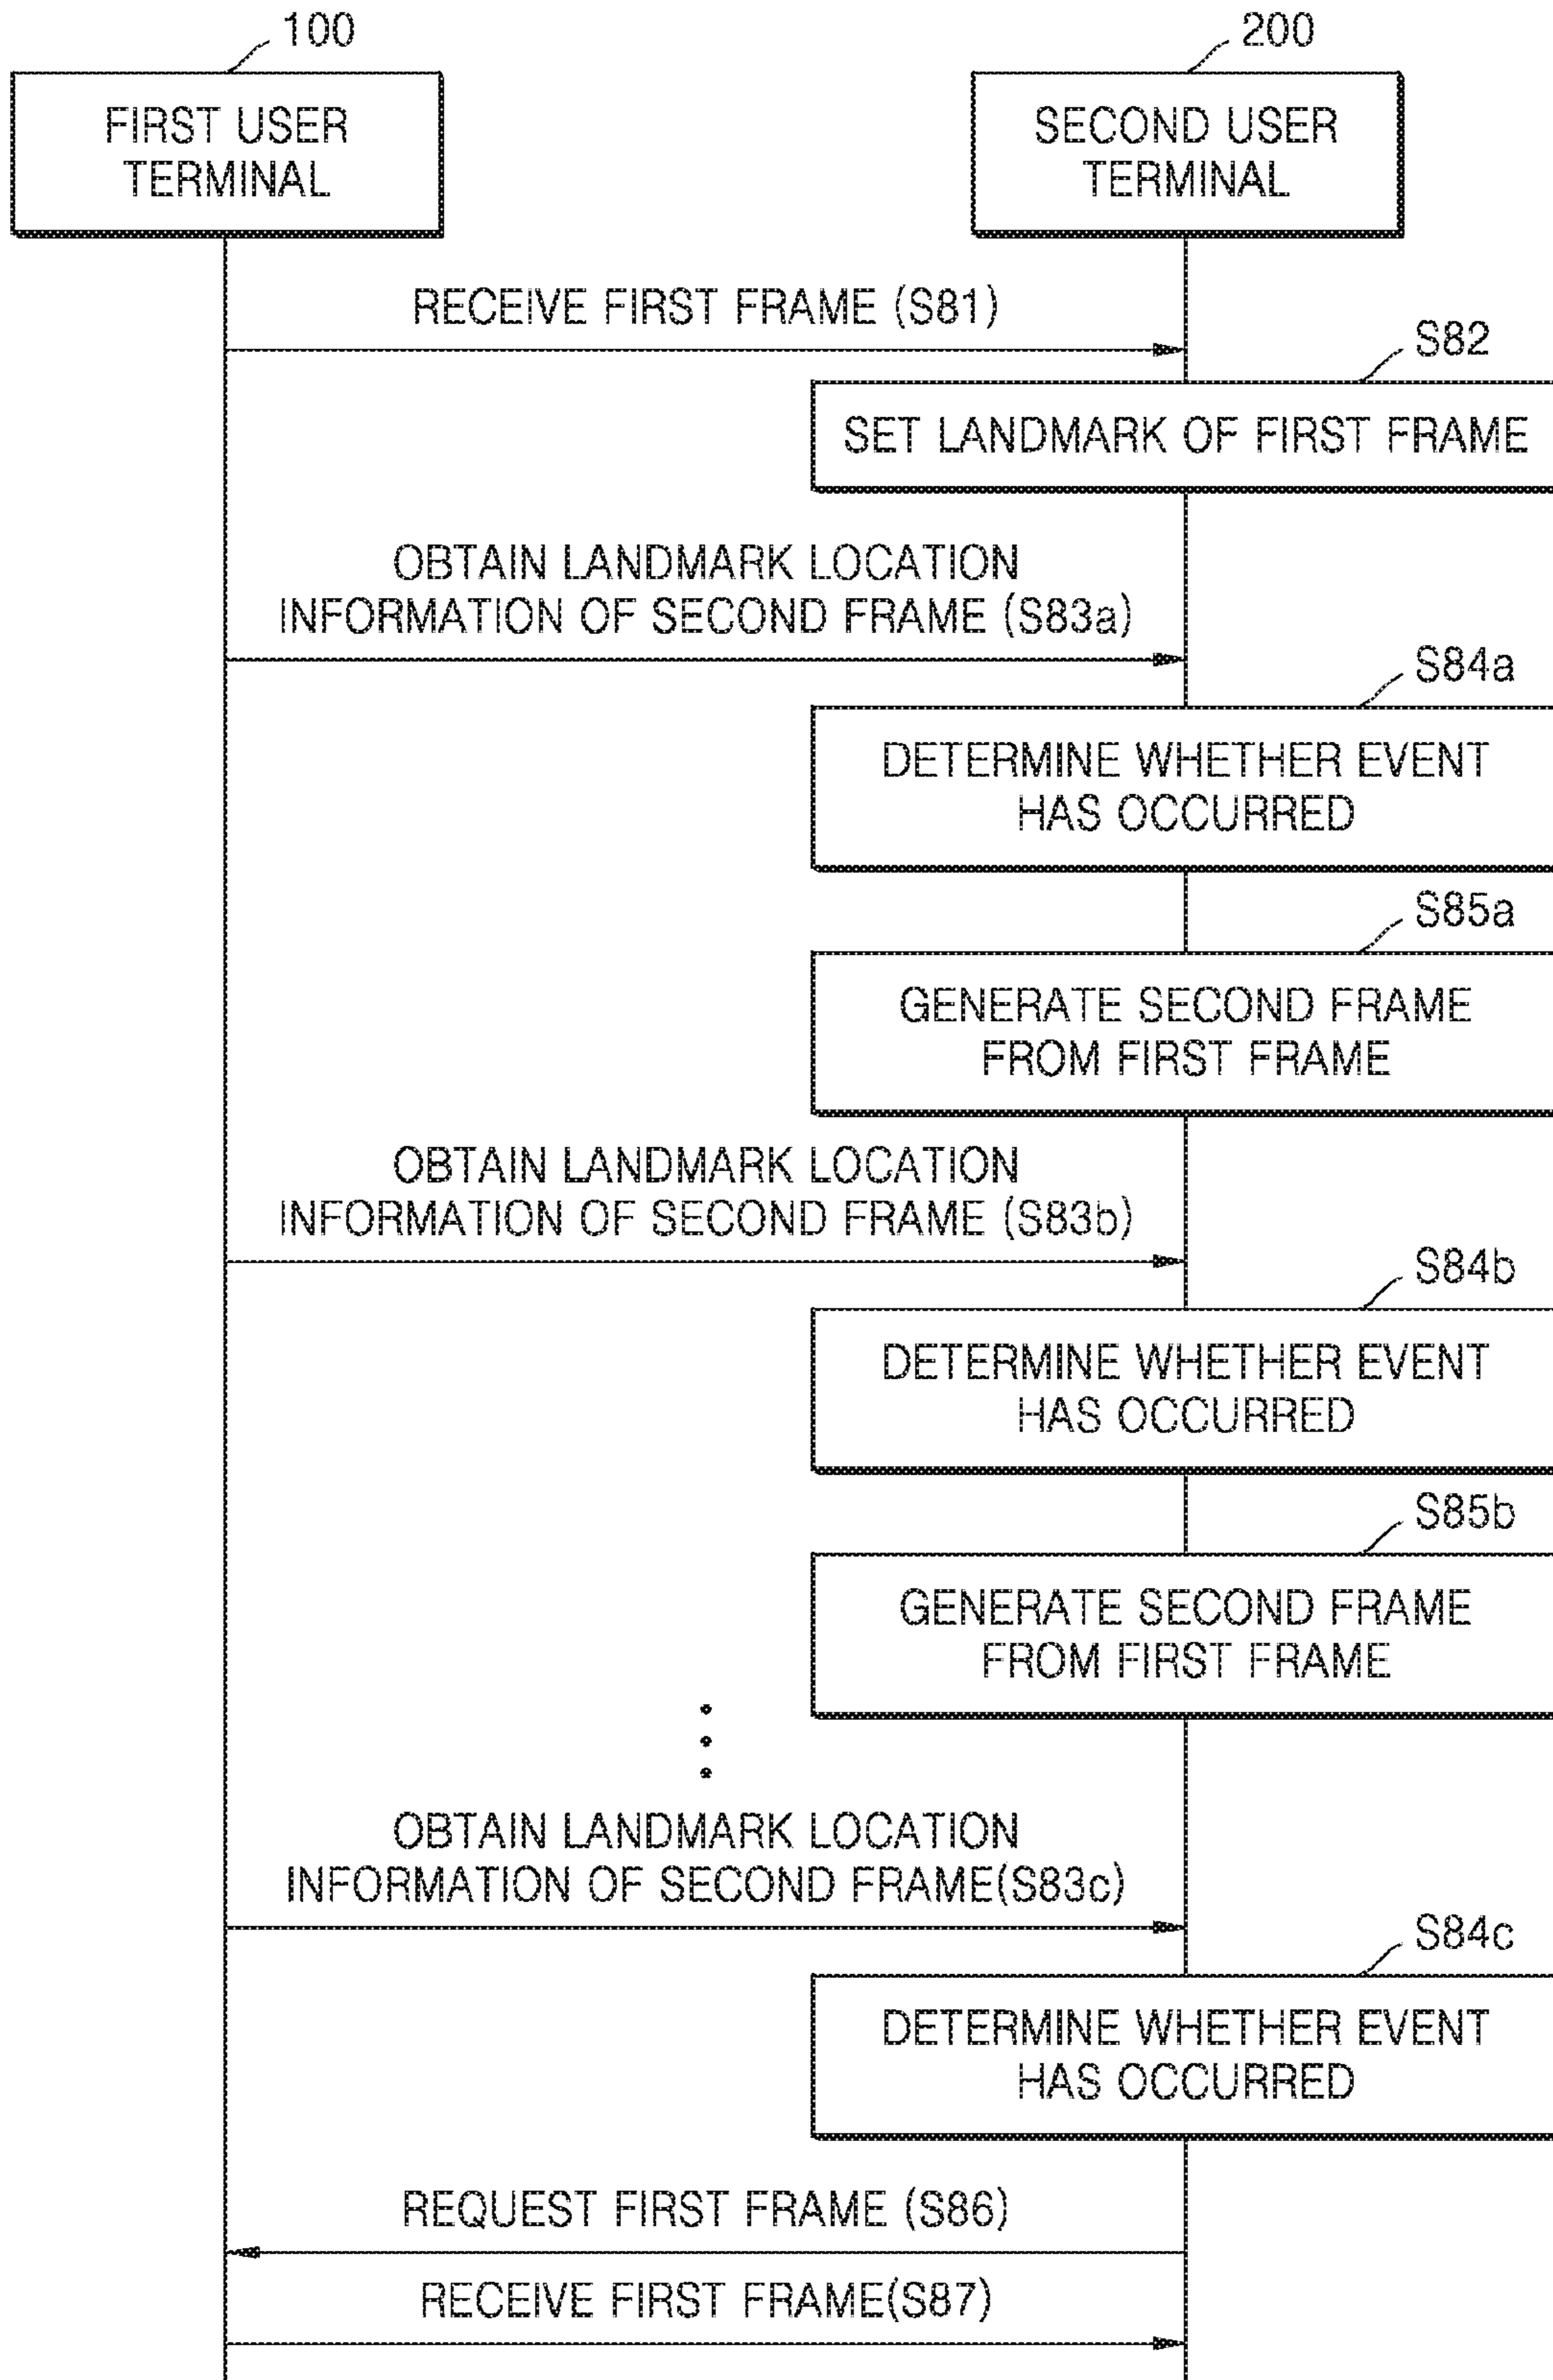 100
FIRST USER
TERMINAL
200
SECOND USER
TERMINAL
RECEIVE FIRST FRAME (S81)
S82
SET LANDMARK OF FIRST FRAME
OBTAIN LANDMARK LOCATION
INFORMATION OF SECOND FRAME (S83a)
S84a
DETERMINE WHETHER EVENT
HAS OCCURRED
S85a
GENERATE SECOND FRAME
FROM FIRST FRAME
OBTAIN LANDMARK LOCATION
INFORMATION OF SECOND FRAME (S83b)
S84b
DETERMINE WHETHER EVENT
HAS OCCURRED
S85b
GENERATE SECOND FRAME
FROM FIRST FRAME
OBTAIN LANDMARK LOCATION
INFORMATION OF SECOND FRAME(S83c)
S84c
DETERMINE WHETHER EVENT
HAS OCCURRED
REQUEST FIRST FRAME (S86)
RECEIVE FIRST FRAME(S87)